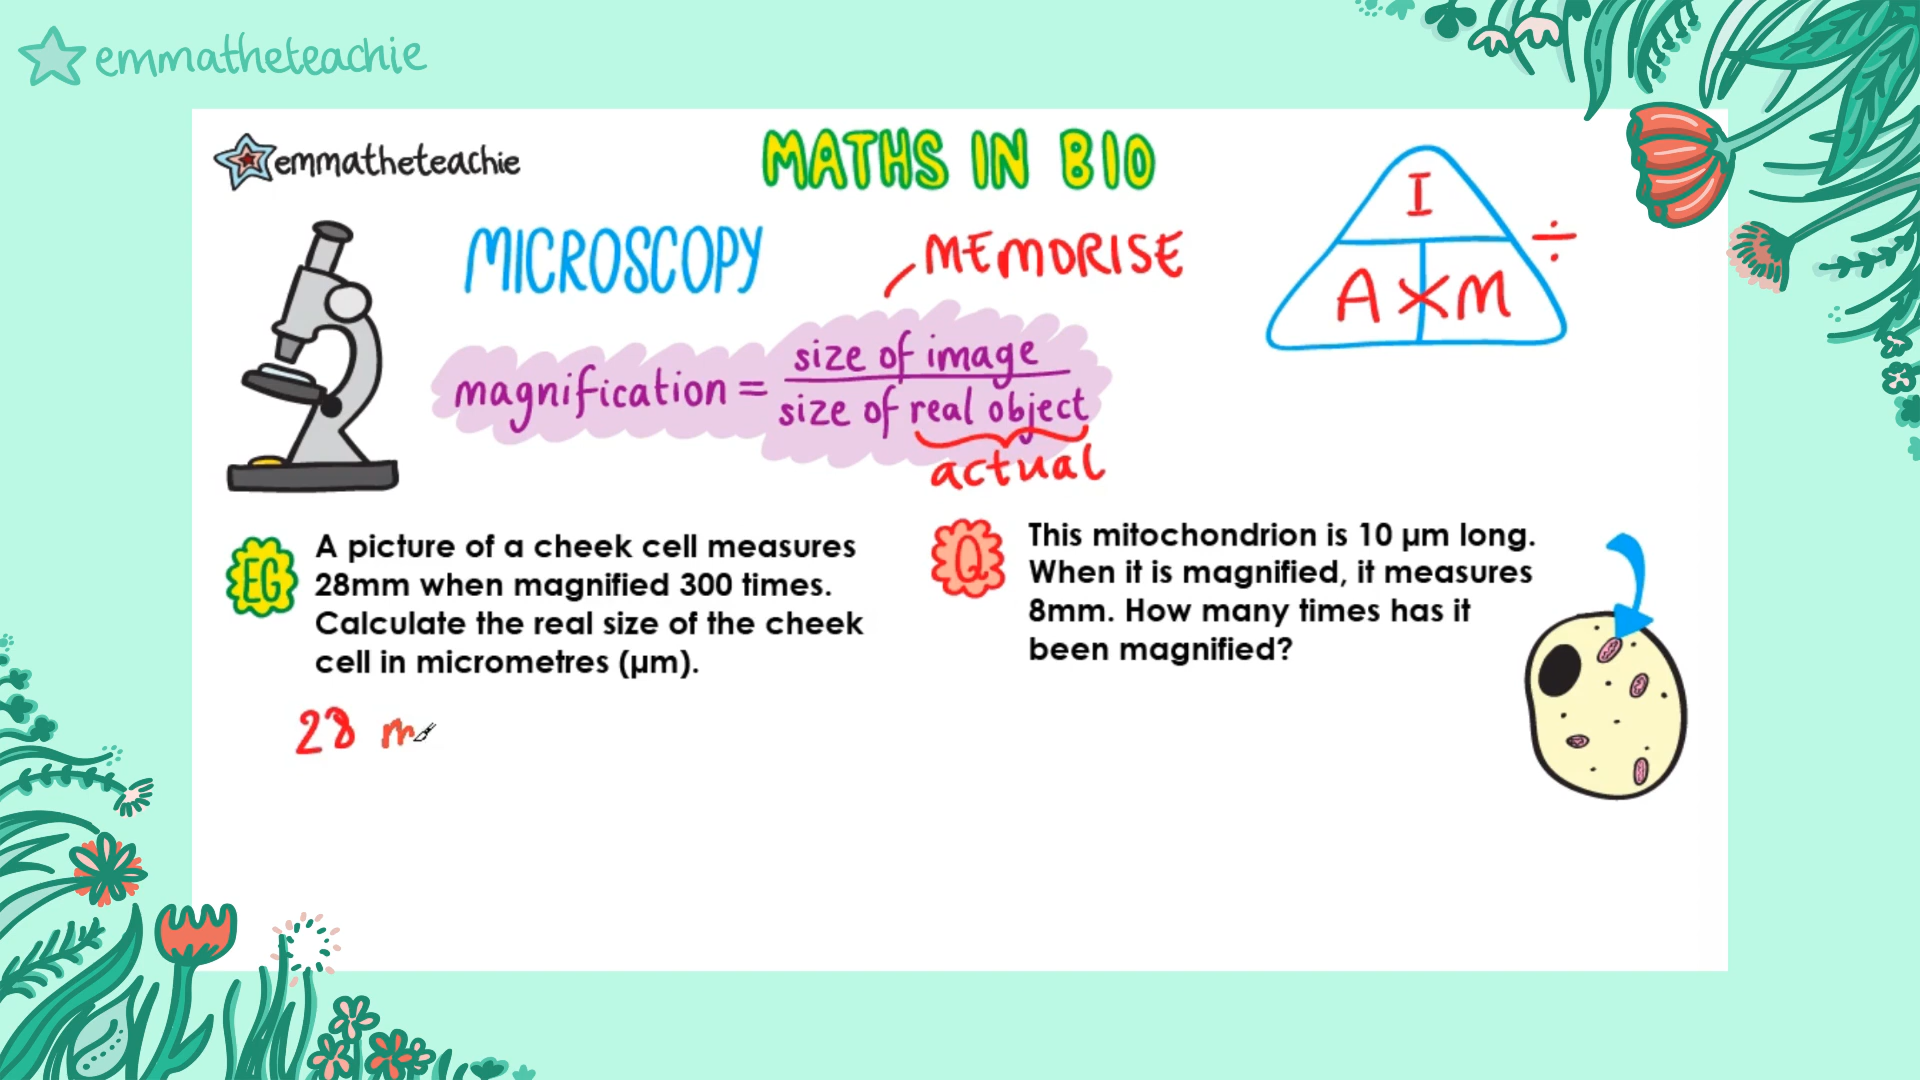 emmatheteachie
emmatheteachie
MATHS IN BIO
MICROSCOPY
MEMORISE
I
÷
A × M
magnification = size of image
size of real object
actual
EG
A picture of a cheek cell measures
28mm when magnified 300 times.
Calculate the real size of the cheek
cell in micrometres (µm).
28 m
Q
This mitochondrion is 10 µm long.
When it is magnified, it measures
8mm. How many times has it
been magnified?